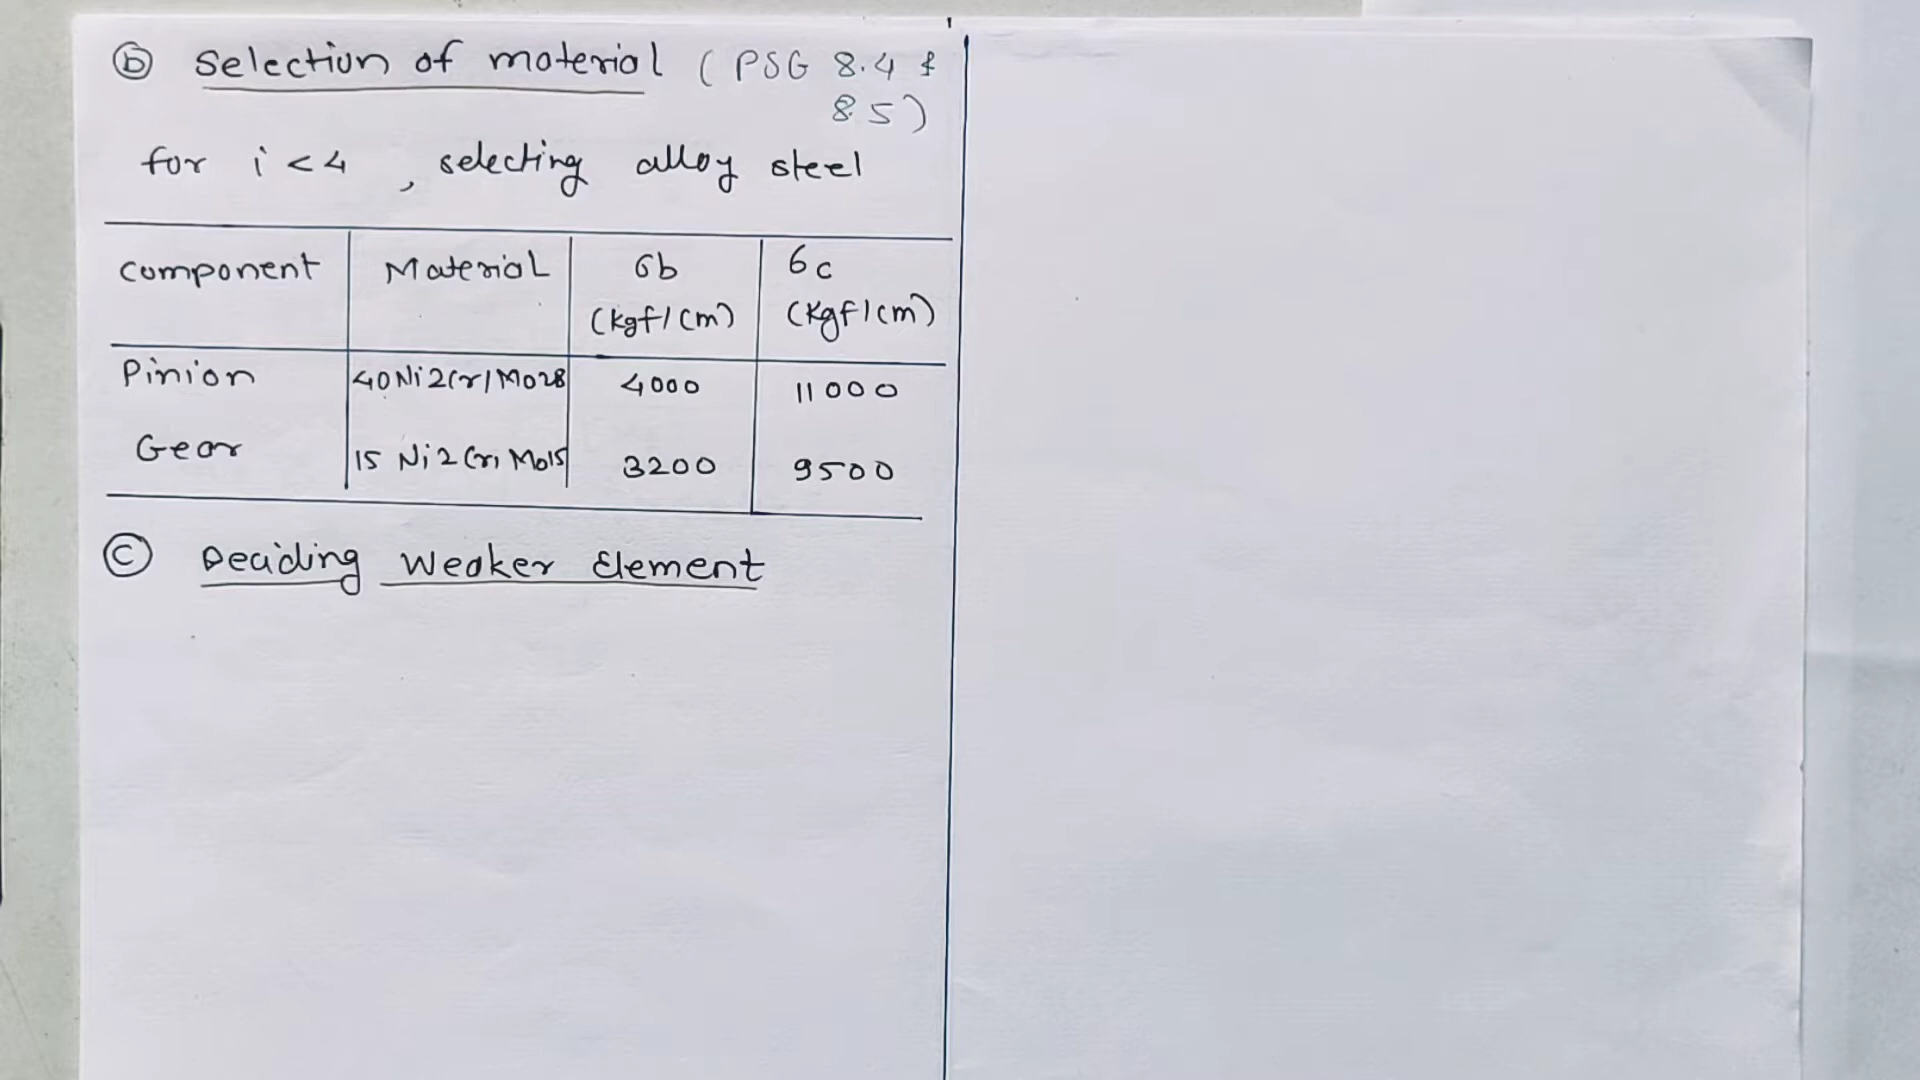 ⓑ Selection of material (PSG 8.4 &
8.5)
for i < 4, selecting alloy steel
Component Material σb σc
(kgf/cm) (kgf/cm)
Pinion 40Ni2Cr1Mo28 4000 11000
Gear 15 Ni2Cr1Mo15 3200 9500
ⓒ Deciding Weaker Element